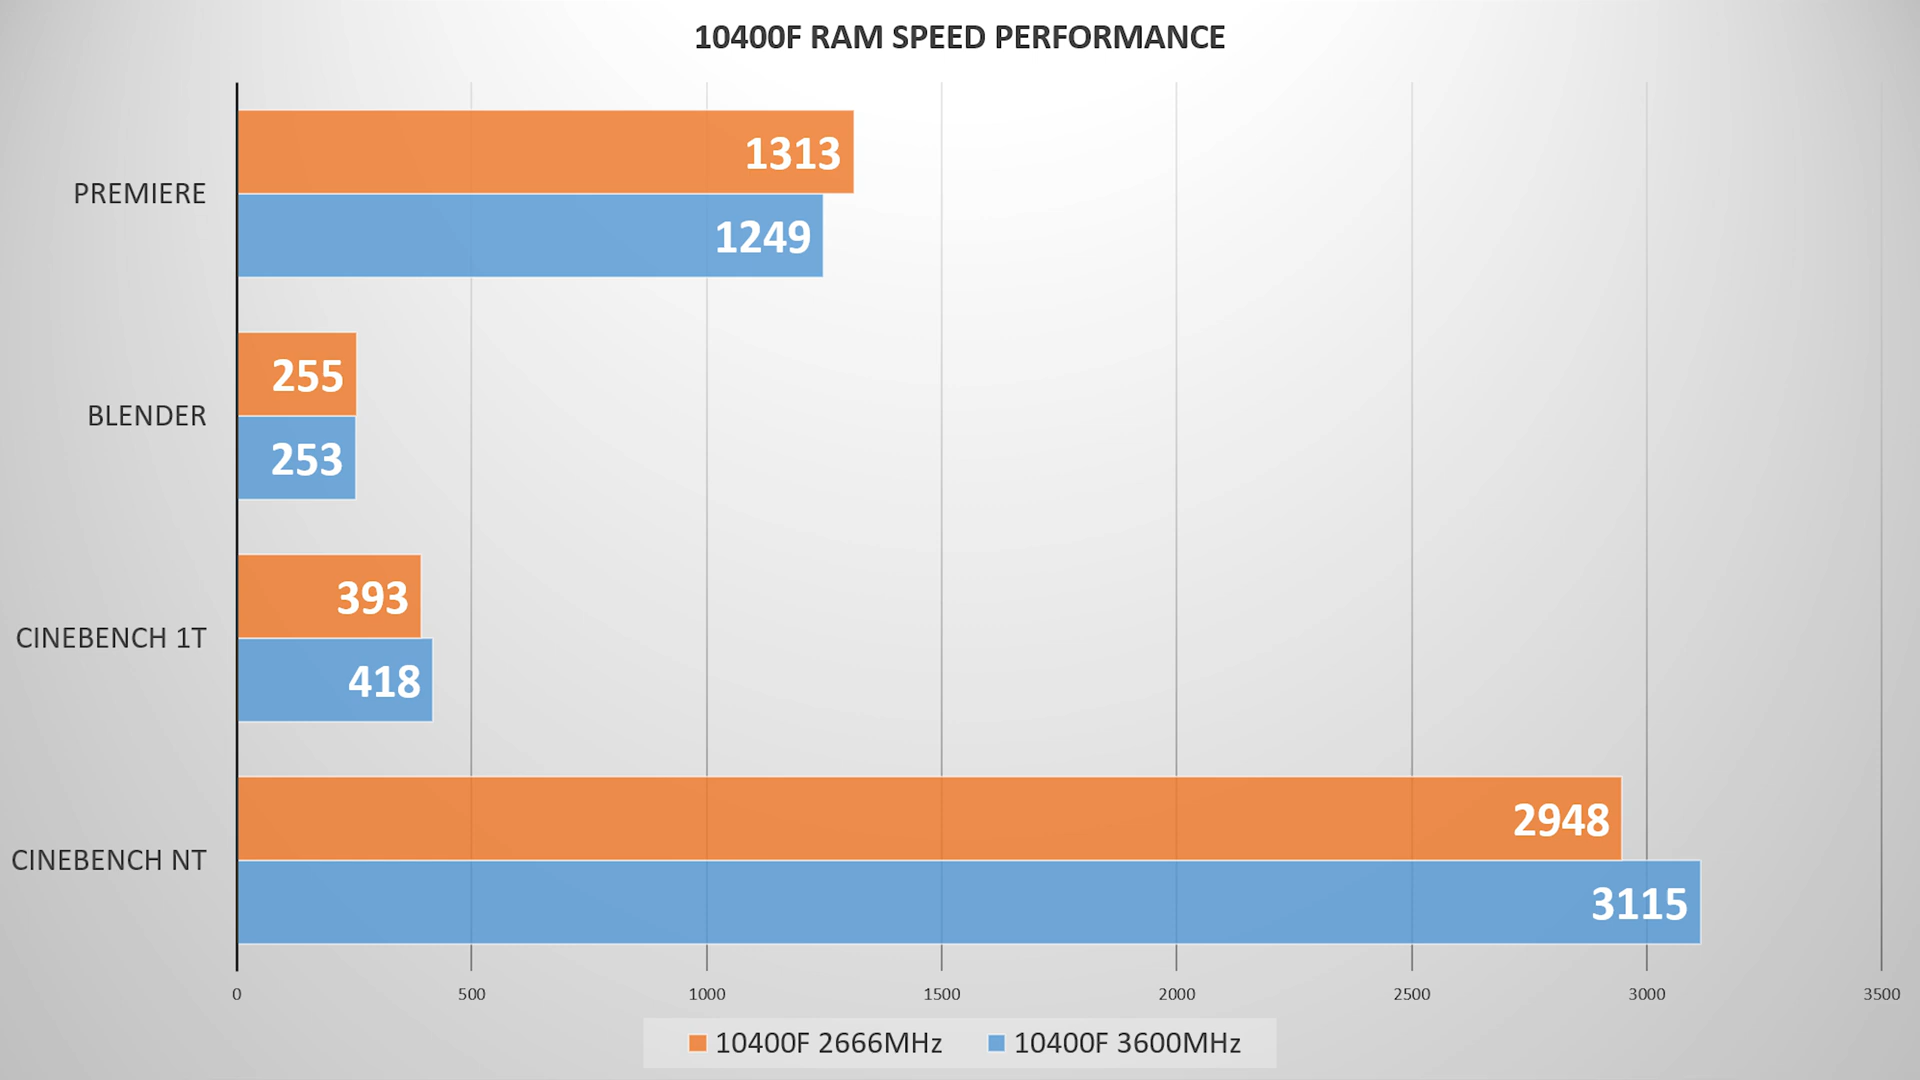 10400F RAM SPEED PERFORMANCE
PREMIERE
1313
1249
BLENDER
255
253
CINEBENCH 1T
393
418
CINEBENCH NT
2948
3115
0 500 1000 1500 2000 2500 3000 3500
10400F 2666MHz 10400F 3600MHz